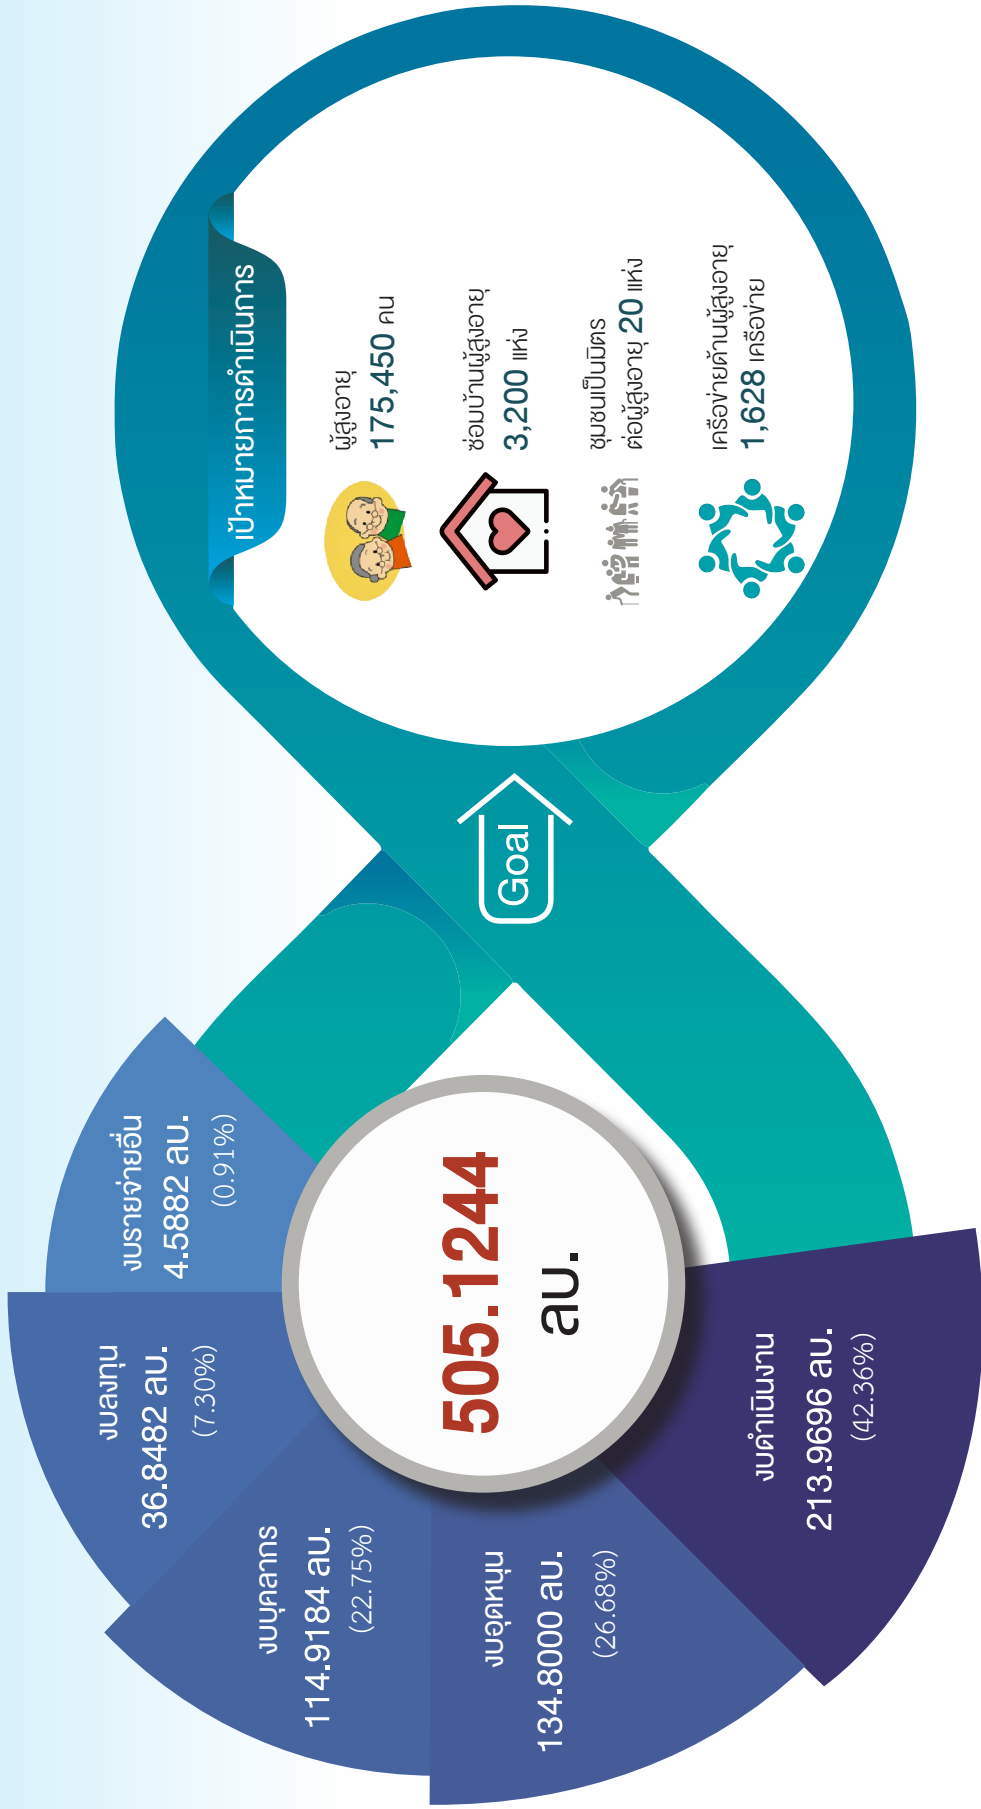 งบรายจ่ายอื่น
4.5882 ลบ.
(0.91%)
งบลงทุน
36.8482 ลบ.
(7.30%)
งบบุคลากร
114.9184 ลบ.
(22.75%)
งบอุดหนุน
134.8000 ลบ.
(26.68%)
งบดำเนินงาน
213.9696 ลบ.
(42.36%)
505.1244
ลบ.
Goal
เป้าหมายการดำเนินการ
ผู้สูงอายุ
175,450 คน
ซ่อมบ้านผู้สูงอายุ
3,200 แห่ง
ชุมชนเป็นมิตร
ต่อผู้สูงอายุ 20 แห่ง
เครือข่ายด้านผู้สูงอายุ
1,628 เครือข่าย